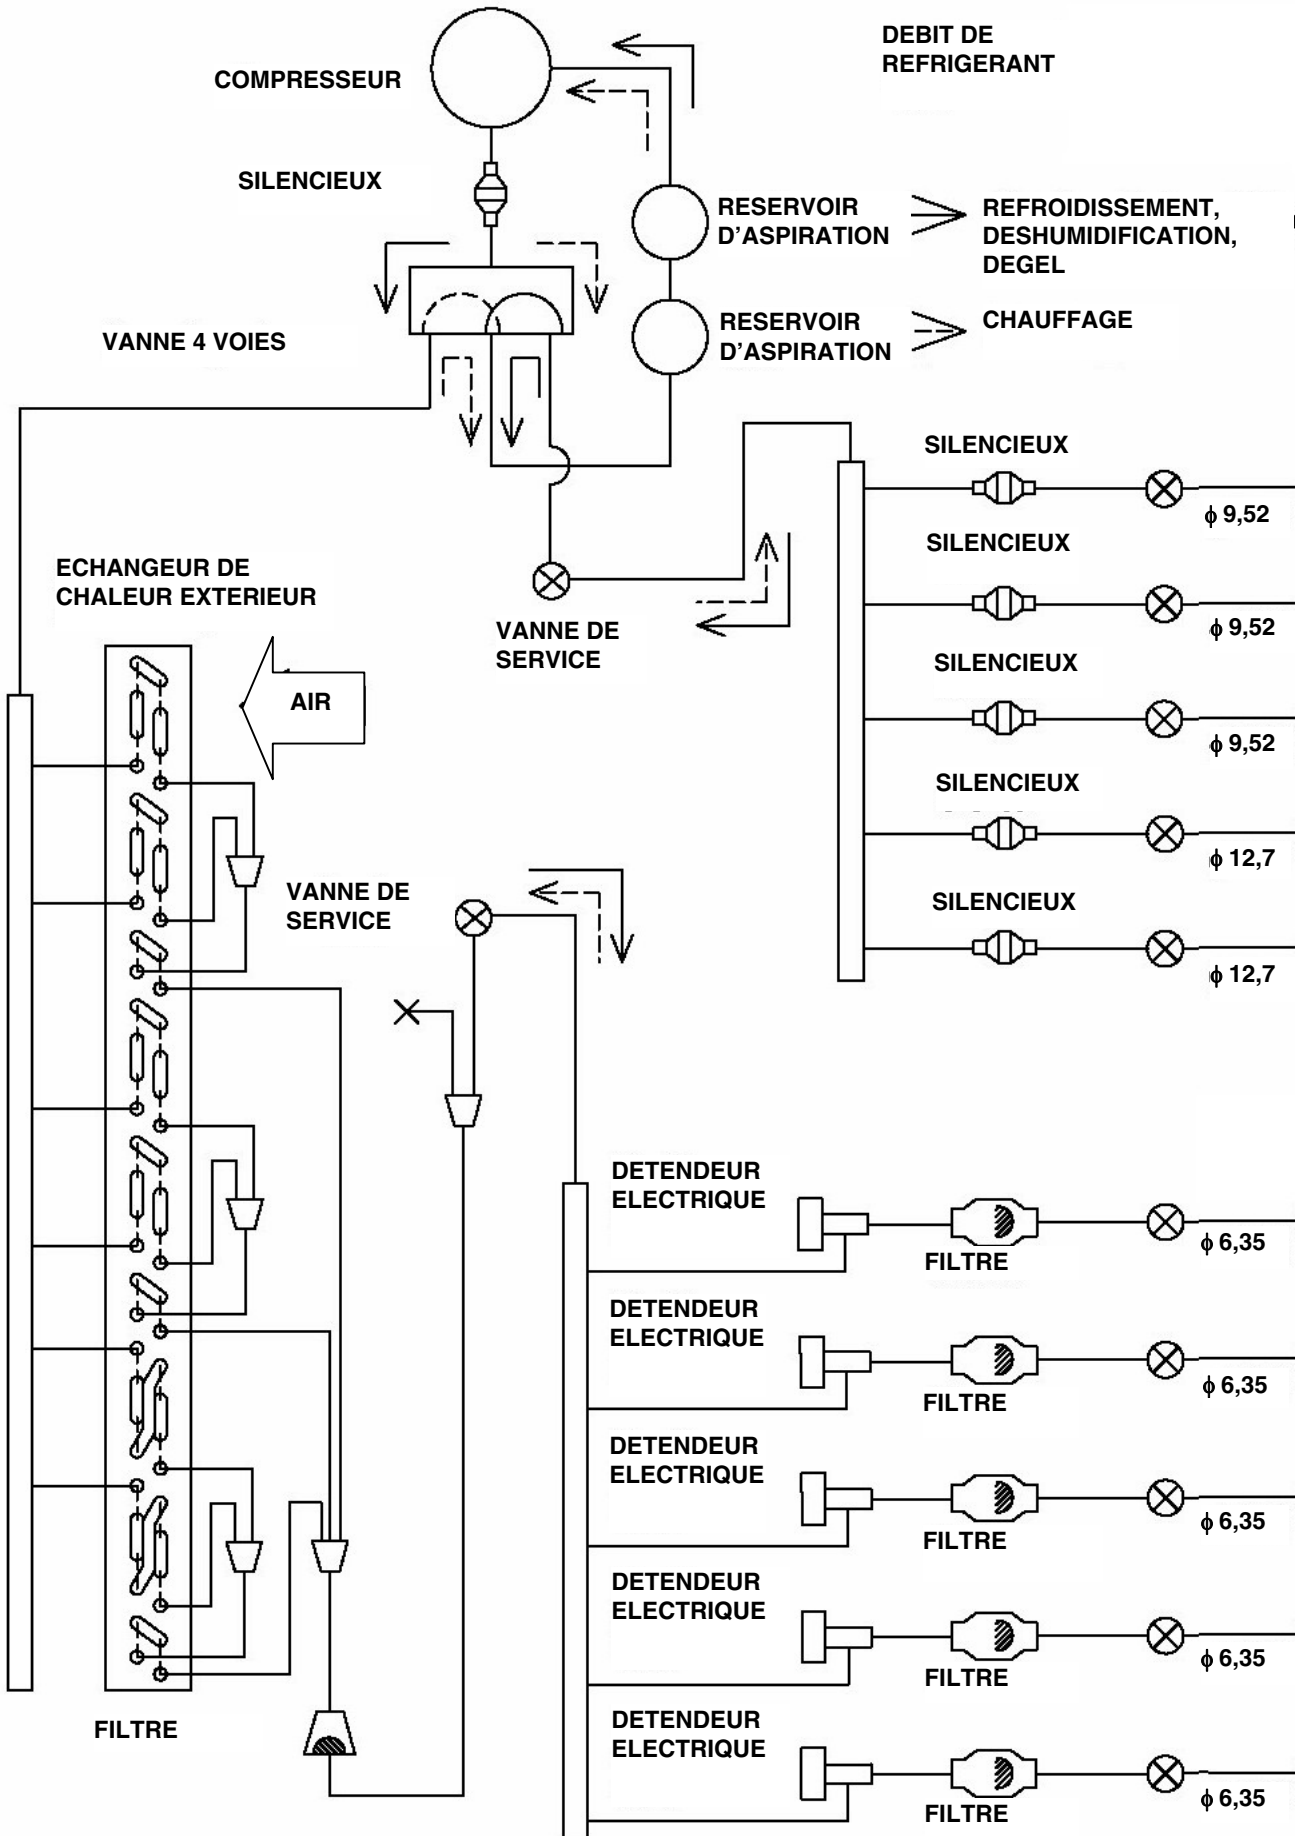 DEBIT DE
REFRIGERANT
COMPRESSEUR
SILENCIEUX
RESERVOIR
D'ASPIRATION
REFROIDISSEMENT,
DESHUMIDIFICATION,
DEGEL
RESERVOIR
D'ASPIRATION
CHAUFFAGE
VANNE 4 VOIES
SILENCIEUX
ϕ 9,52
SILENCIEUX
ϕ 9,52
ECHANGEUR DE
CHALEUR EXTERIEUR
VANNE DE
SERVICE
SILENCIEUX
ϕ 9,52
AIR
SILENCIEUX
ϕ 12,7
VANNE DE
SERVICE
SILENCIEUX
ϕ 12,7
DETENDEUR
ELECTRIQUE
FILTRE
ϕ 6,35
DETENDEUR
ELECTRIQUE
FILTRE
ϕ 6,35
DETENDEUR
ELECTRIQUE
FILTRE
ϕ 6,35
DETENDEUR
ELECTRIQUE
FILTRE
ϕ 6,35
FILTRE
DETENDEUR
ELECTRIQUE
FILTRE
ϕ 6,35